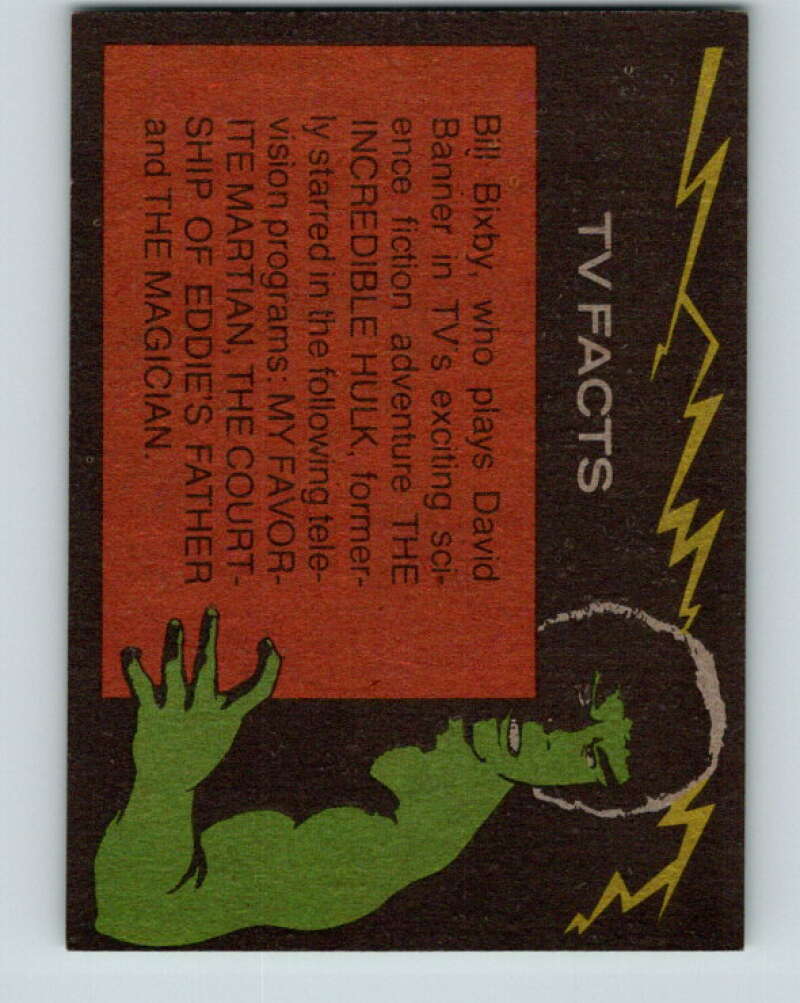 TV FACTS
Bill Bixby, who plays David
Banner in TV's exciting sci-
ence fiction adventure THE
INCREDIBLE HULK, former-
ly starred in the following tele-
vision programs: MY FAVOR-
ITE MARTIAN, THE COURT-
SHIP OF EDDIE'S FATHER
and THE MAGICIAN.